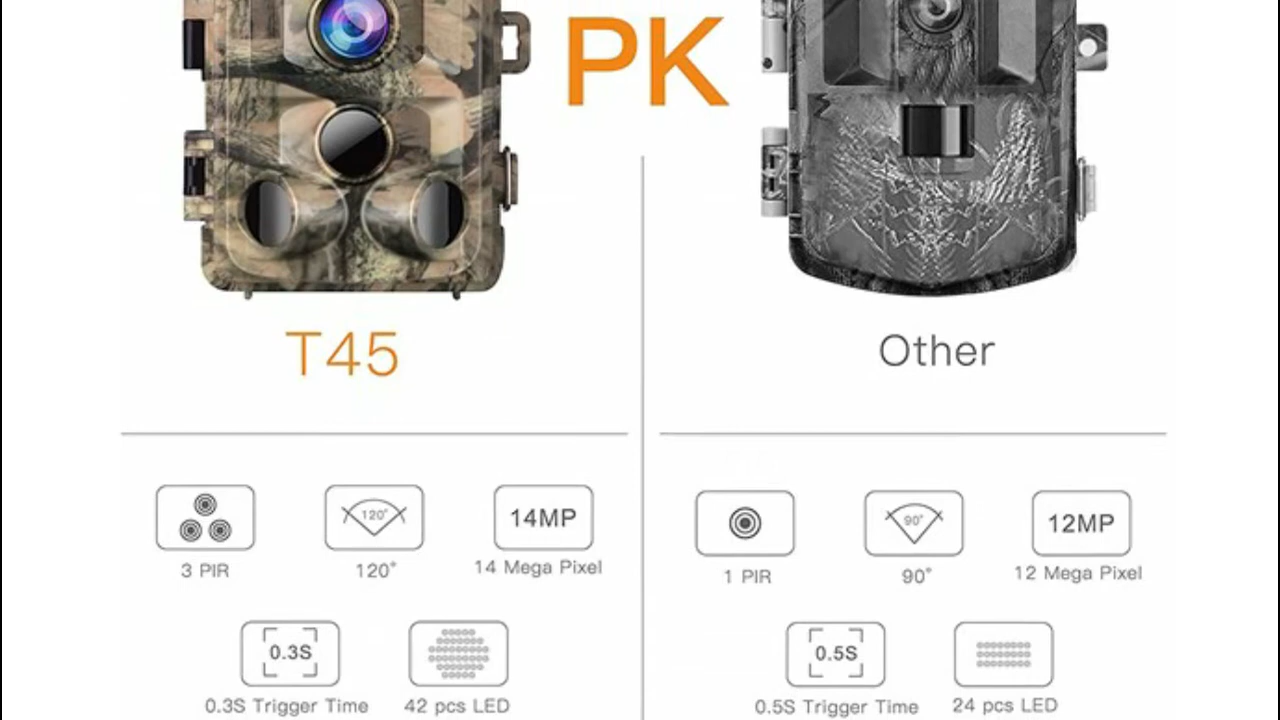 PK
T45
Other
120°
14MP
3 PIR
120°
14 Mega Pixel
0.3S
0.3S Trigger Time
42 pcs LED
90°
12MP
1 PIR
90°
12 Mega Pixel
0.5S
0.5S Trigger Time
24 pcs LED